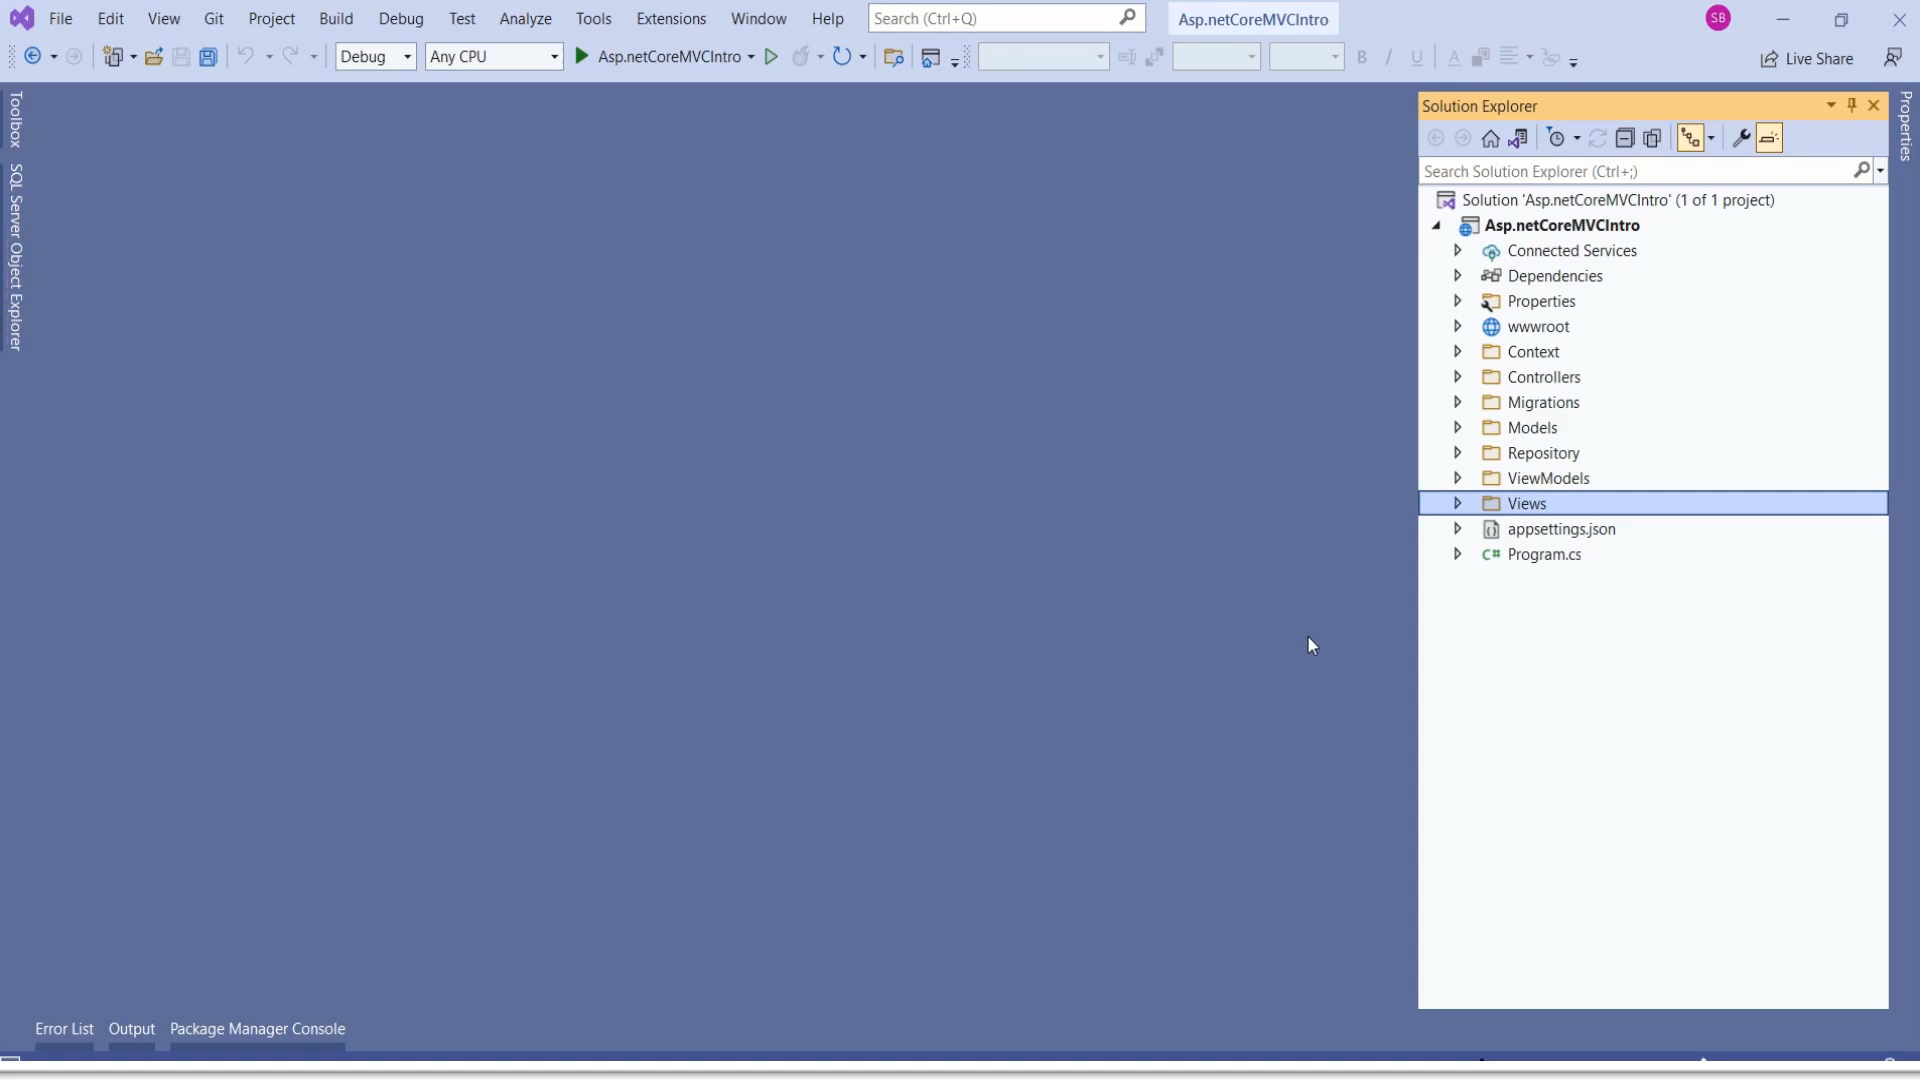 File Edit View Git Project Build Debug Test Analyze Tools Extensions Window Help Search (Ctrl+Q) Asp.netCoreMVCIntro SB
Debug Any CPU Asp.netCoreMVCIntro B I U A Live Share
Toolbox
SQL Server Object Explorer
Solution Explorer
Search Solution Explorer (Ctrl+;)
Solution 'Asp.netCoreMVCIntro' (1 of 1 project)
Asp.netCoreMVCIntro
Connected Services
Dependencies
Properties
wwwroot
Context
Controllers
Migrations
Models
Repository
ViewModels
Views
appsettings.json
C# Program.cs
Properties
Error List Output Package Manager Console